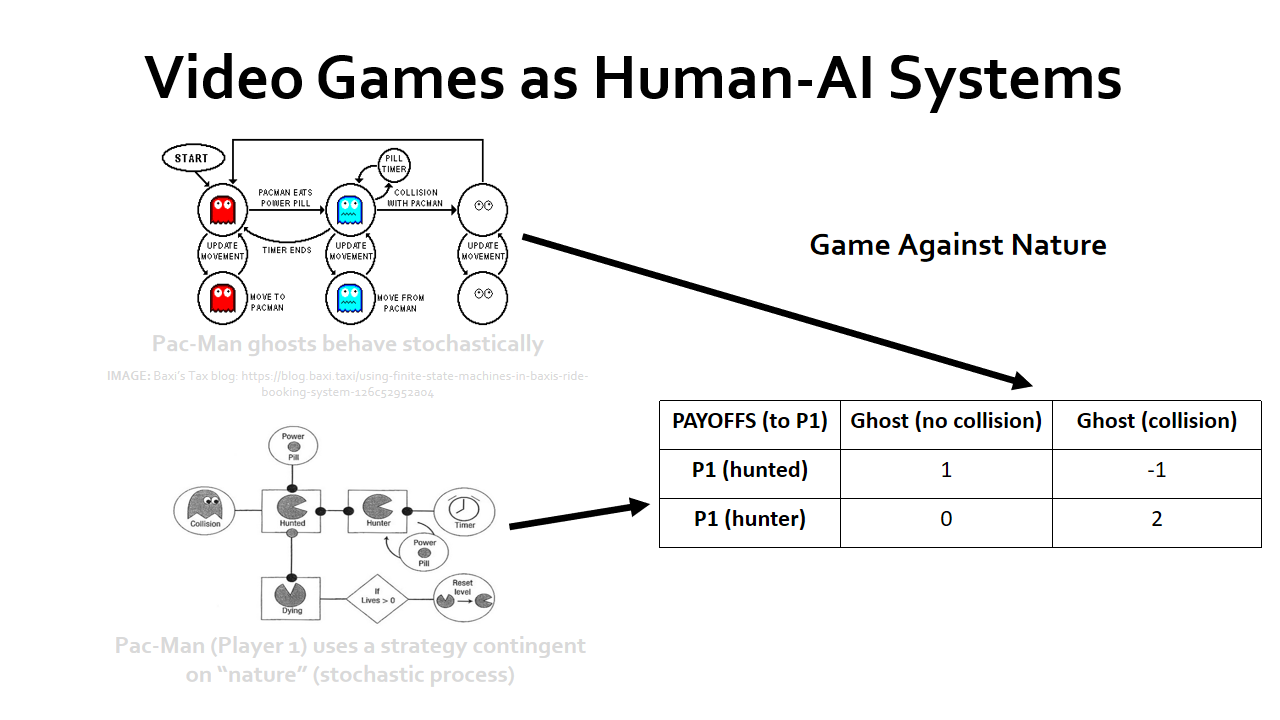 Video Games as Human-AI Systems
START
PILL
TIMER
PACMAN EATS
POWER PILL
COLLISION
WITH PACMAN
UPDATE
MOVEMENT
TIMER ENDS
UPDATE
MOVEMENT
UPDATE
MOVEMENT
MOVE TO
PACMAN
MOVE FROM
PACMAN
Pac-Man ghosts behave stochastically
IMAGE: Baxi's Tax blog: https://blog.baxi.taxi/using-finite-state-machines-in-baxis-ride-
booking-system-126c52952a04
Game Against Nature
PAYOFFS (to P1) Ghost (no collision) Ghost (collision)
P1 (hunted) 1 -1
P1 (hunter) 0 2
Power
Pill
Collision
Hunted
Hunter
Timer
Power
Pill
Dying
If
Lives > 0
Reset
level
Pac-Man (Player 1) uses a strategy contingent
on “nature” (stochastic process)